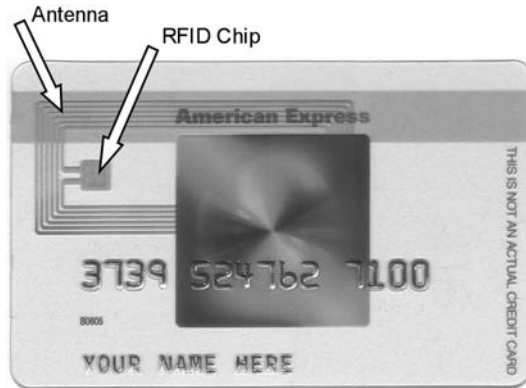 Antenna
RFID Chip
American Express
THIS IS NOT AN ACTUAL CREDIT CARD
3739 524762 7100
B0605
YOUR NAME HERE